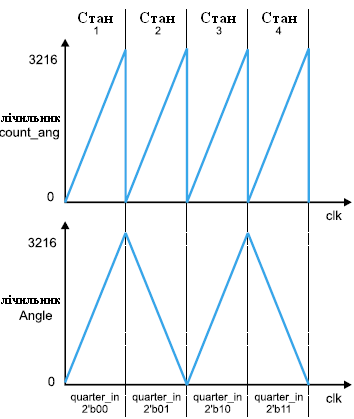 Стан Стан Стан Стан
1 2 3 4
3216
лічильник
count_ang
0
clk
3216
лічильник
Angle
0
clk
quarter_in quarter_in quarter_in quarter_in
2'b00 2'b01 2'b10 2'b11